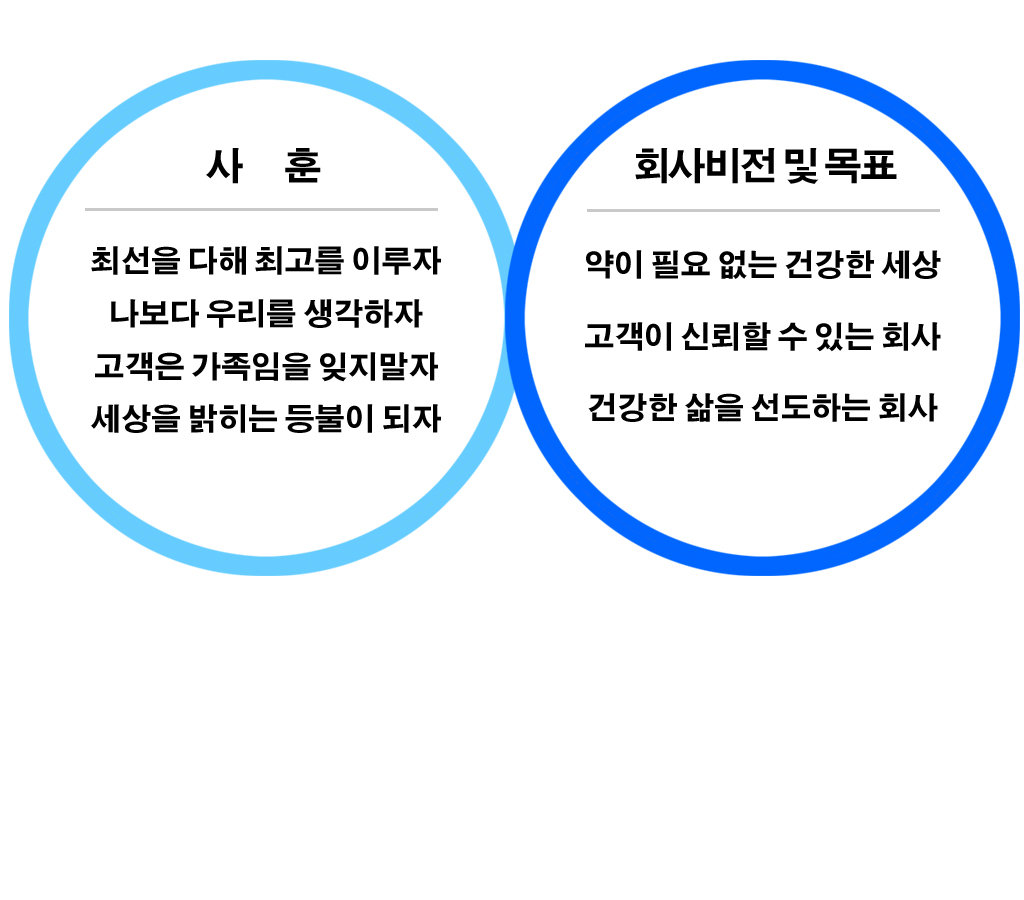 사 훈
최선을 다해 최고를 이루자
나보다 우리를 생각하자
고객은 가족임을 잊지말자
세상을 밝히는 등불이 되자
회사비전 및 목표
약이 필요 없는 건강한 세상
고객이 신뢰할 수 있는 회사
건강한 삶을 선도하는 회사